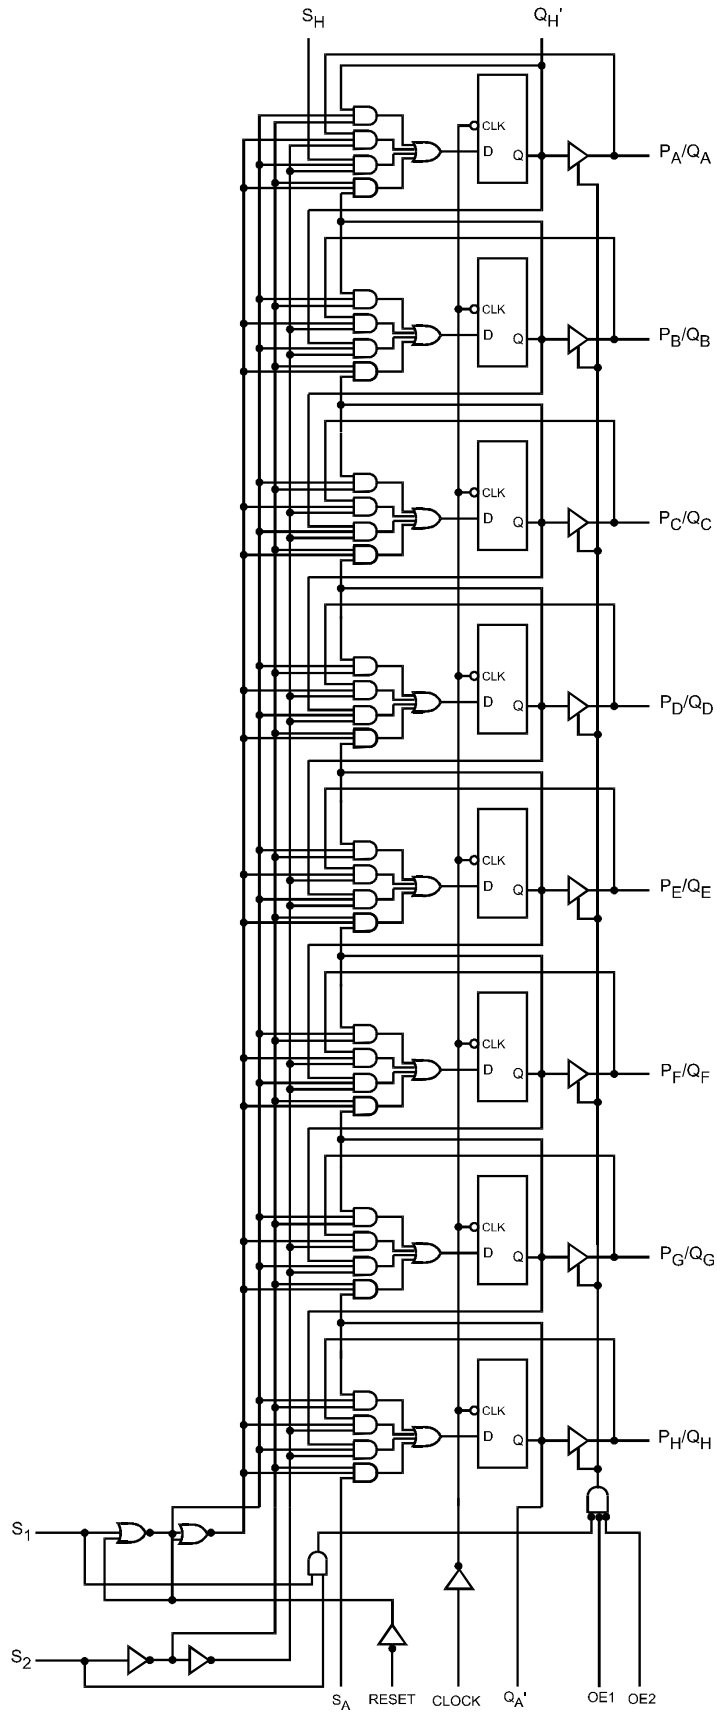 S_H Q_H'
CLK
D Q P_A/Q_A
CLK
D Q P_B/Q_B
CLK
D Q P_C/Q_C
CLK
D Q P_D/Q_D
CLK
D Q P_E/Q_E
CLK
D Q P_F/Q_F
CLK
D Q P_G/Q_G
CLK
D Q P_H/Q_H
S_1
S_2
S_A RESET CLOCK Q_A' OE1 OE2